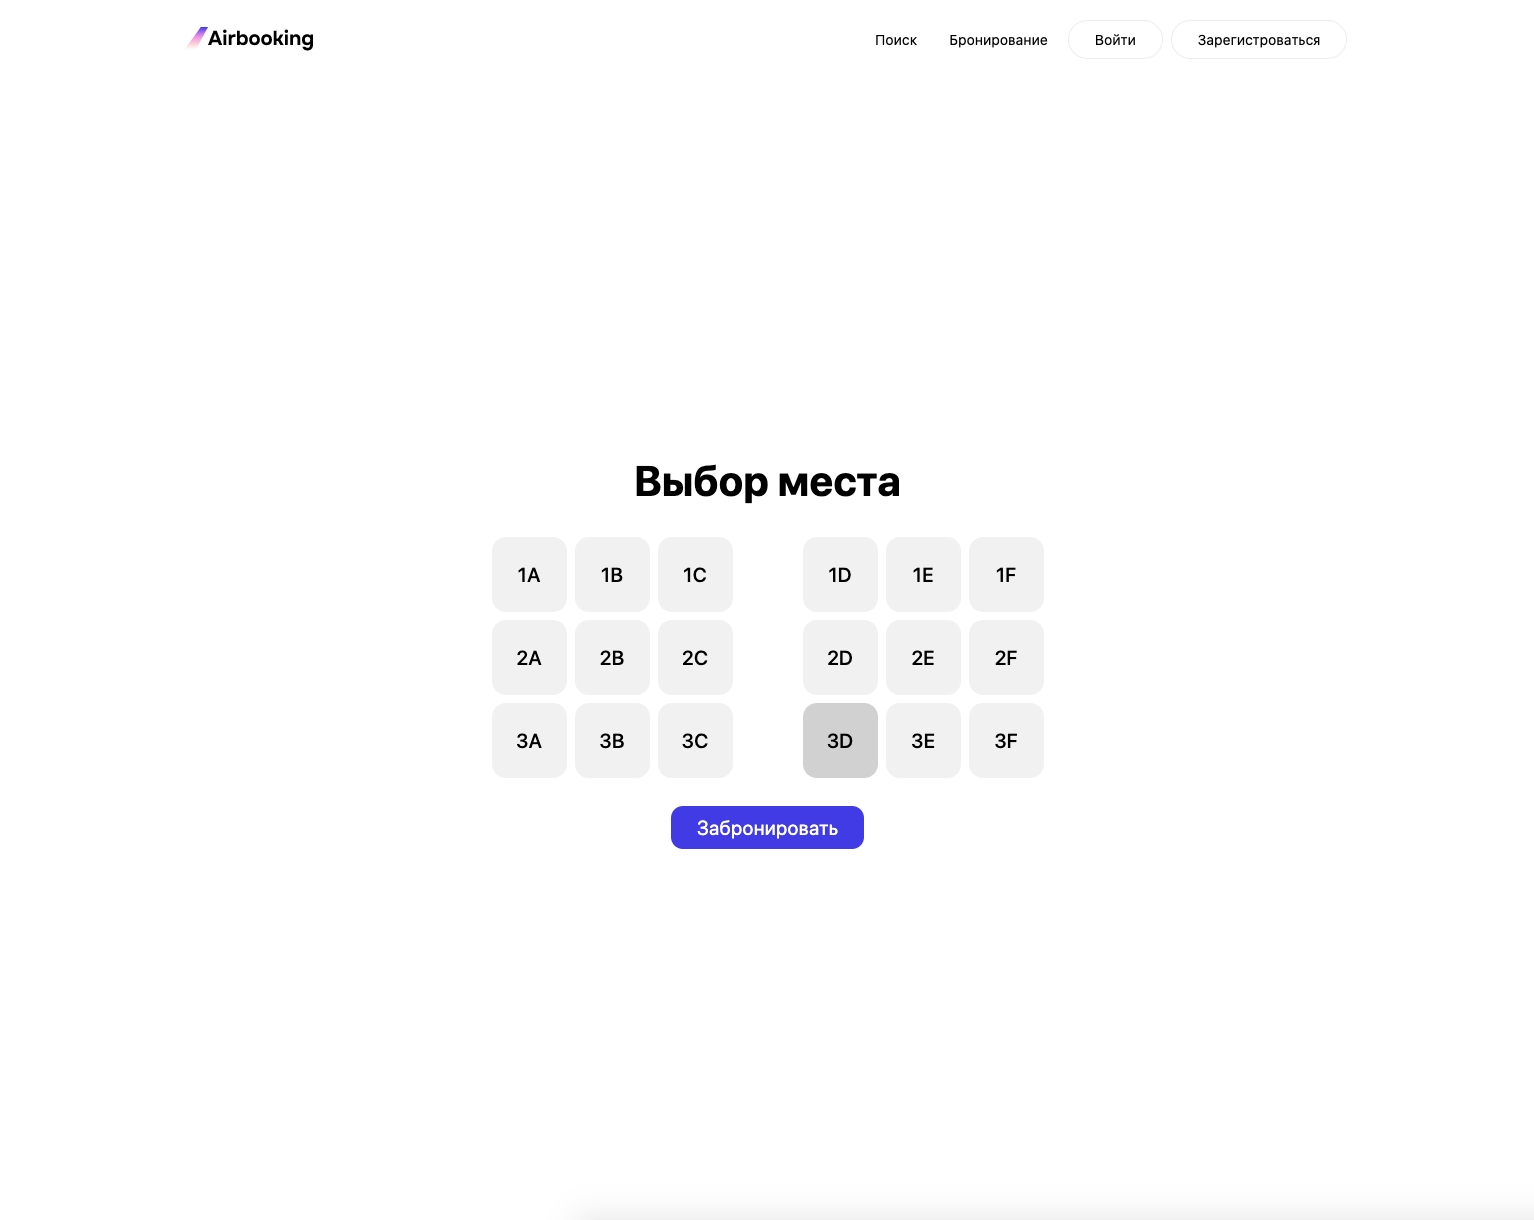 Airbooking Поиск Бронирование Войти Зарегистроваться
Выбор места
1A 1B 1C 1D 1E 1F
2A 2B 2C 2D 2E 2F
3A 3B 3C 3D 3E 3F
Забронировать